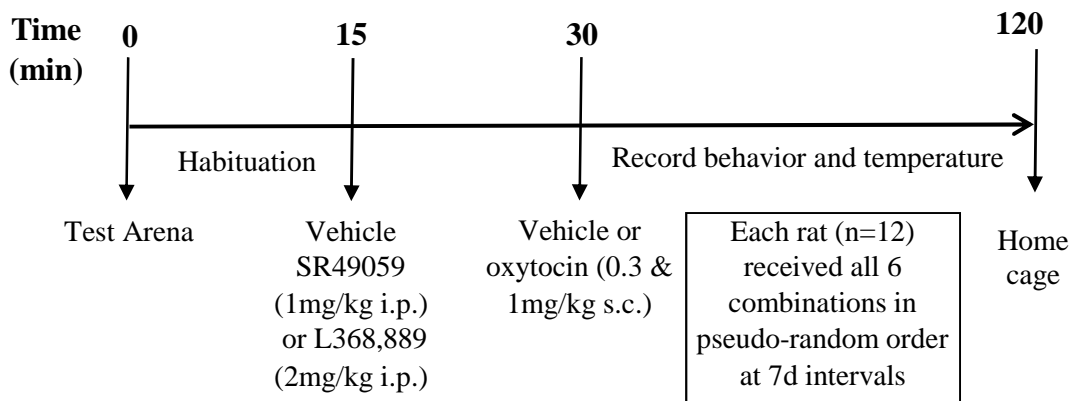 Time
(min)
0
15
30
120
Habituation
Record behavior and temperature
Test Arena
Vehicle
SR49059
(1mg/kg i.p.)
or L368,889
(2mg/kg i.p.)
Vehicle or
oxytocin (0.3 &
1mg/kg s.c.)
Each rat (n=12)
received all 6
combinations in
pseudo-random order
at 7d intervals
Home
cage